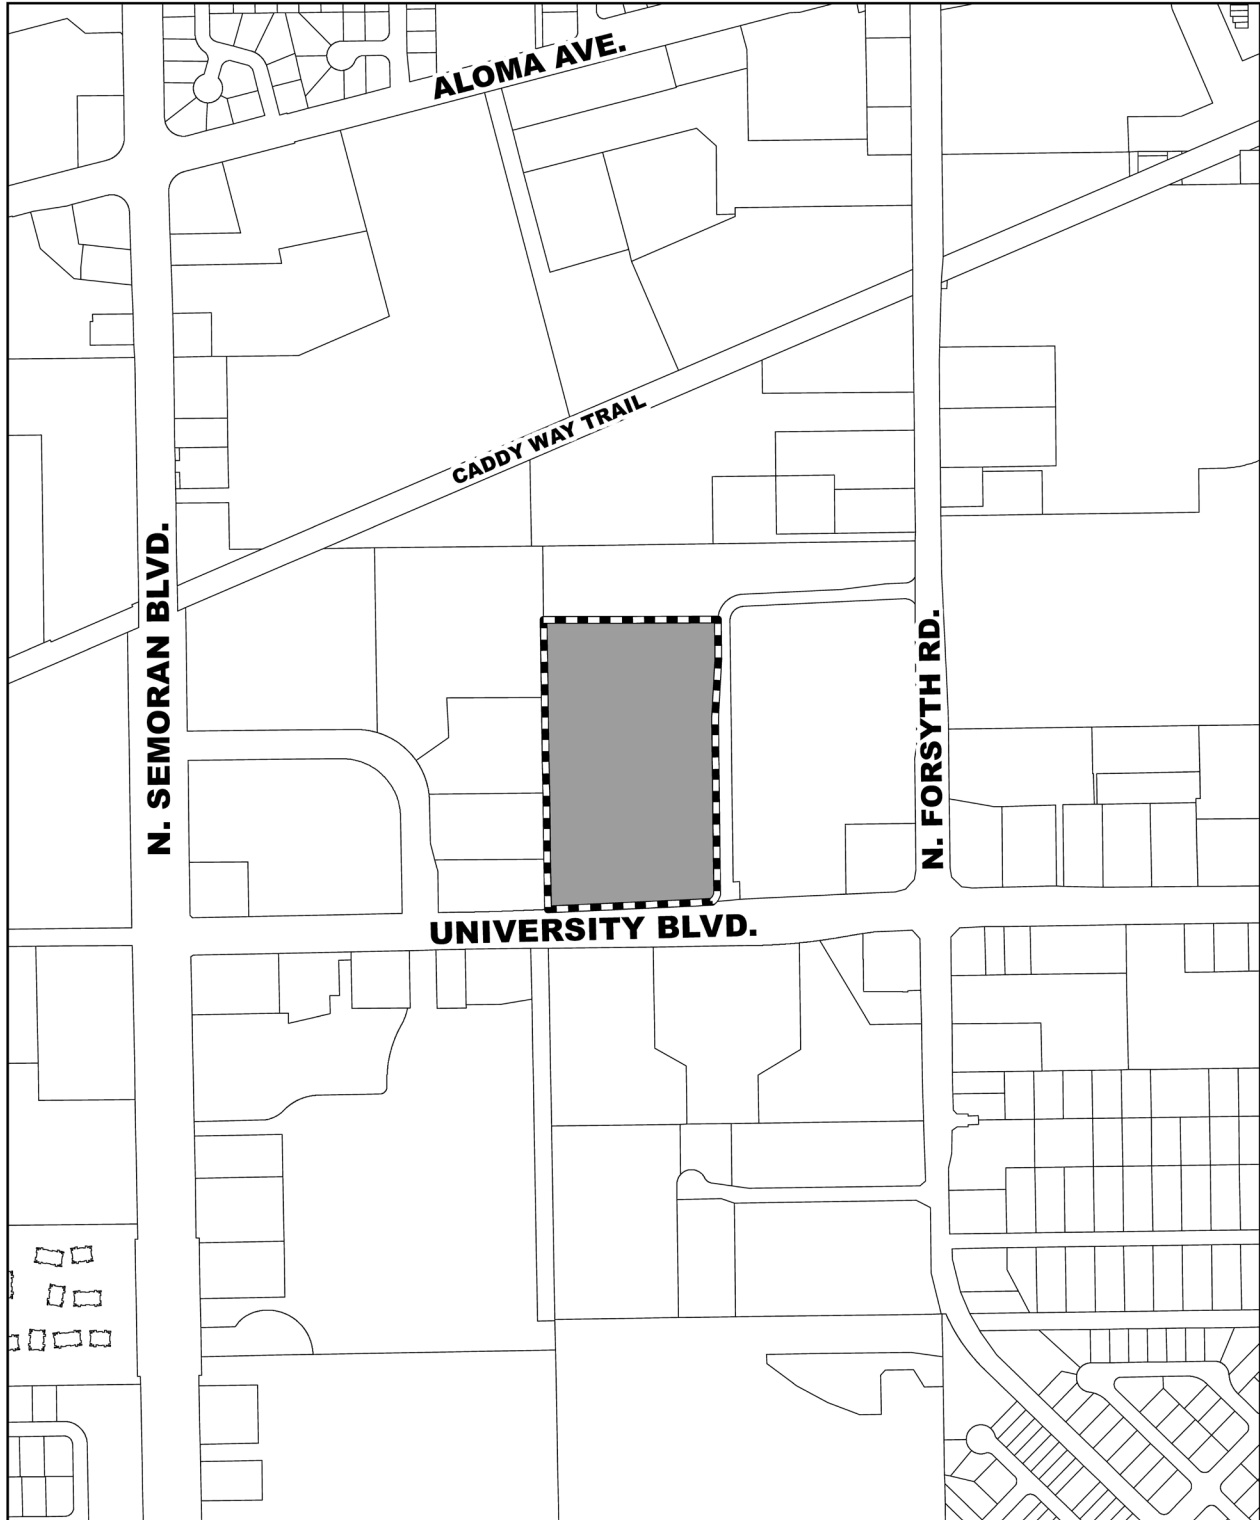 ALOMA AVE.
CADDY WAY TRAIL
N. SEMORAN BLVD.
N. FORSYTH RD.
UNIVERSITY BLVD.